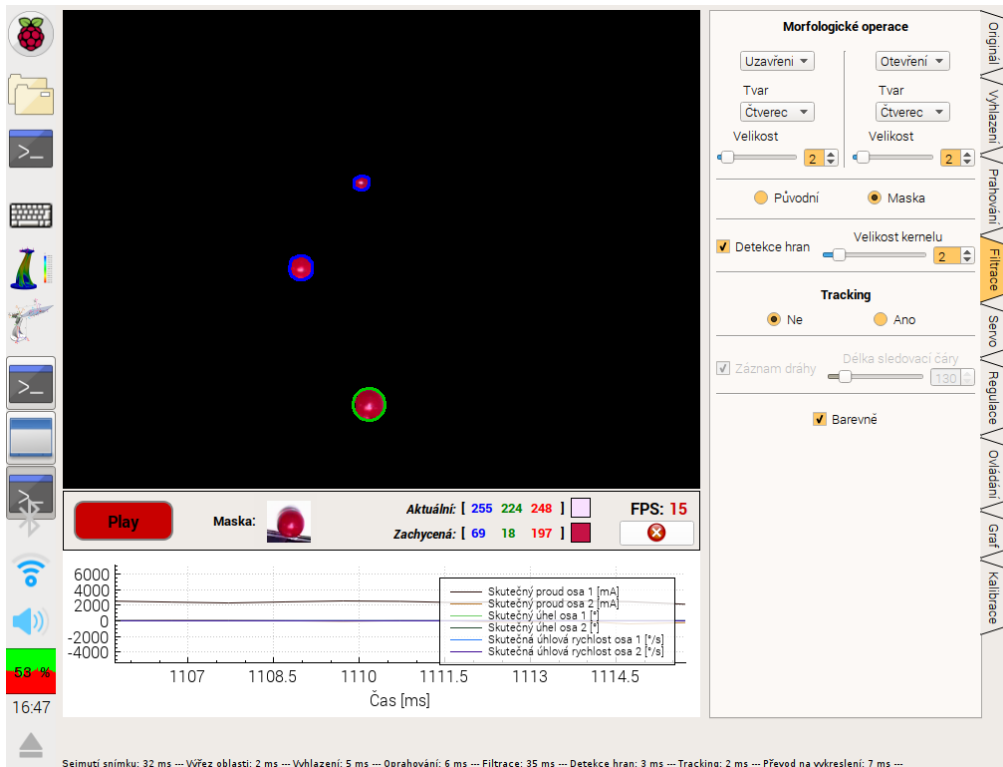 Morfologické operace
Uzavření Otevření
Tvar Tvar
Čtverec Čtverec
Velikost Velikost
2 2
Původní Maska
Detekce hran Velikost kernelu
2
Tracking
Ne Ano
Záznam dráhy Délka sledovací čáry
130
Barevně
Originál
Vyhlazení
Prahování
Filtrace
Servo
Regulace
Ovládání
Graf
Kalibrace
Play
Maska:
Aktuální: [ 255 224 248 ]
Zachycená: [ 69 18 197 ]
FPS: 15
6000
4000
2000
0
-2000
-4000
Skutečný proud osa 1 [mA]
Skutečný proud osa 2 [mA]
Skutečný úhel osa 1 [°]
Skutečný úhel osa 2 [°]
Skutečná úhlová rychlost osa 1 [°/s]
Skutečná úhlová rychlost osa 2 [°/s]
1107 1108.5 1110 1111.5 1113 1114.5
Čas [ms]
>_
>_
>_
53 %
16:47
Sejmutí snímku: 32 ms --- Výřez oblasti: 2 ms --- Vyhlazení: 5 ms --- Oprahování: 6 ms --- Filtrace: 35 ms --- Detekce hran: 3 ms --- Tracking: 2 ms --- Převod na vykreslení: 7 ms ---